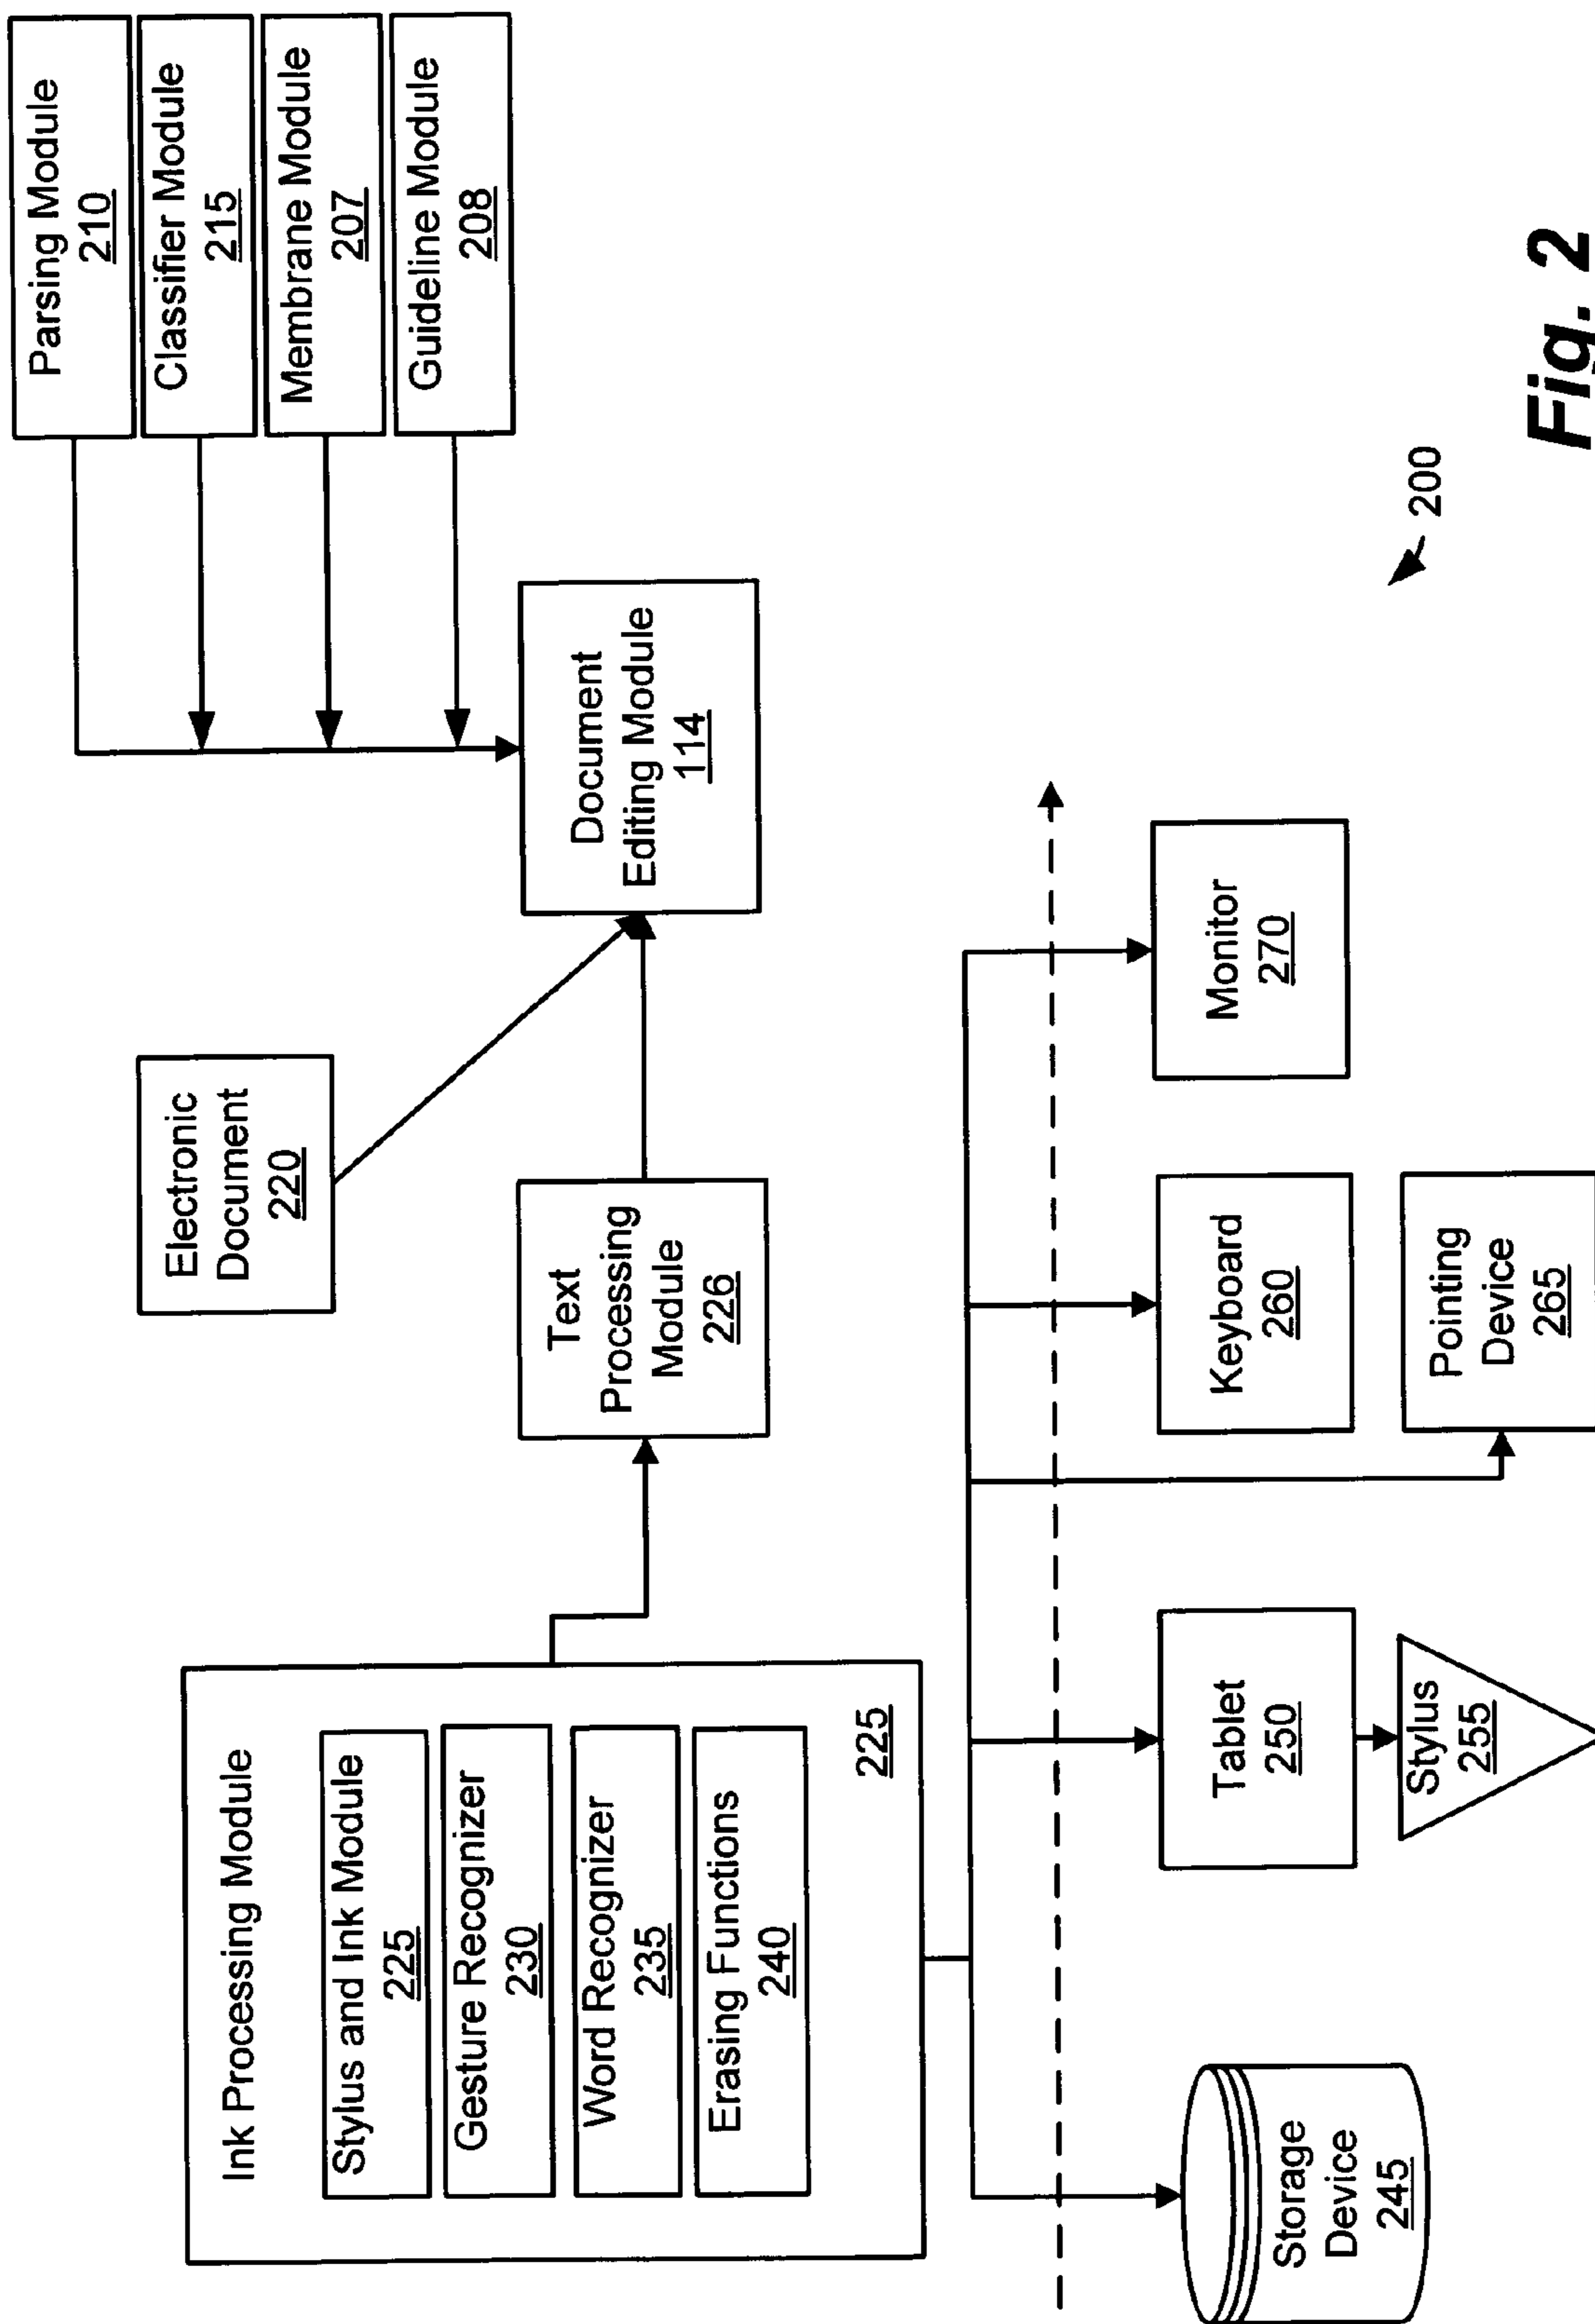 Ink Processing Module
Stylus and Ink Module
225
Gesture Recognizer
230
Word Recognizer
235
Erasing Functions
240
225
Electronic
Document
220
Text
Processing
Module
226
Document
Editing Module
114
Parsing Module
210
Classifier Module
215
Membrane Module
207
Guideline Module
208
Storage
Device
245
Tablet
250
Stylus
255
Keyboard
260
Pointing
Device
265
Monitor
270
200
Fig. 2